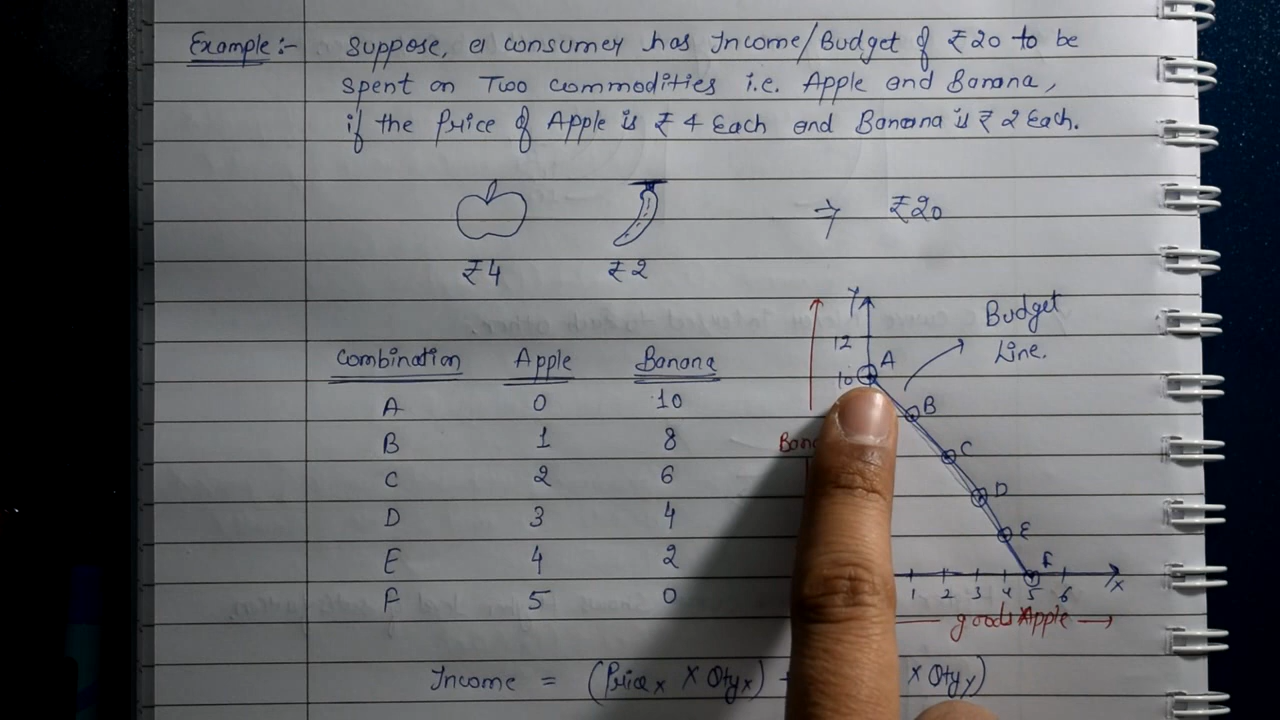 Example :- Suppose, a consumer has Income/Budget of ₹20 to be
spent on Two commodities i.e. Apple and Banana,
if the Price of Apple is ₹ 4 Each and Banana is ₹ 2 Each.
⇒ ₹20
₹4 ₹2
Combination Apple Banana
A 0 10
B 1 8
C 2 6
D 3 4
E 4 2
F 5 0
Y
Budget
Line.
12
10 A
B
C
D
E
F
1 2 3 4 5 6 X
goods Apple
Income = (Price x × Qty x) × Qty y)